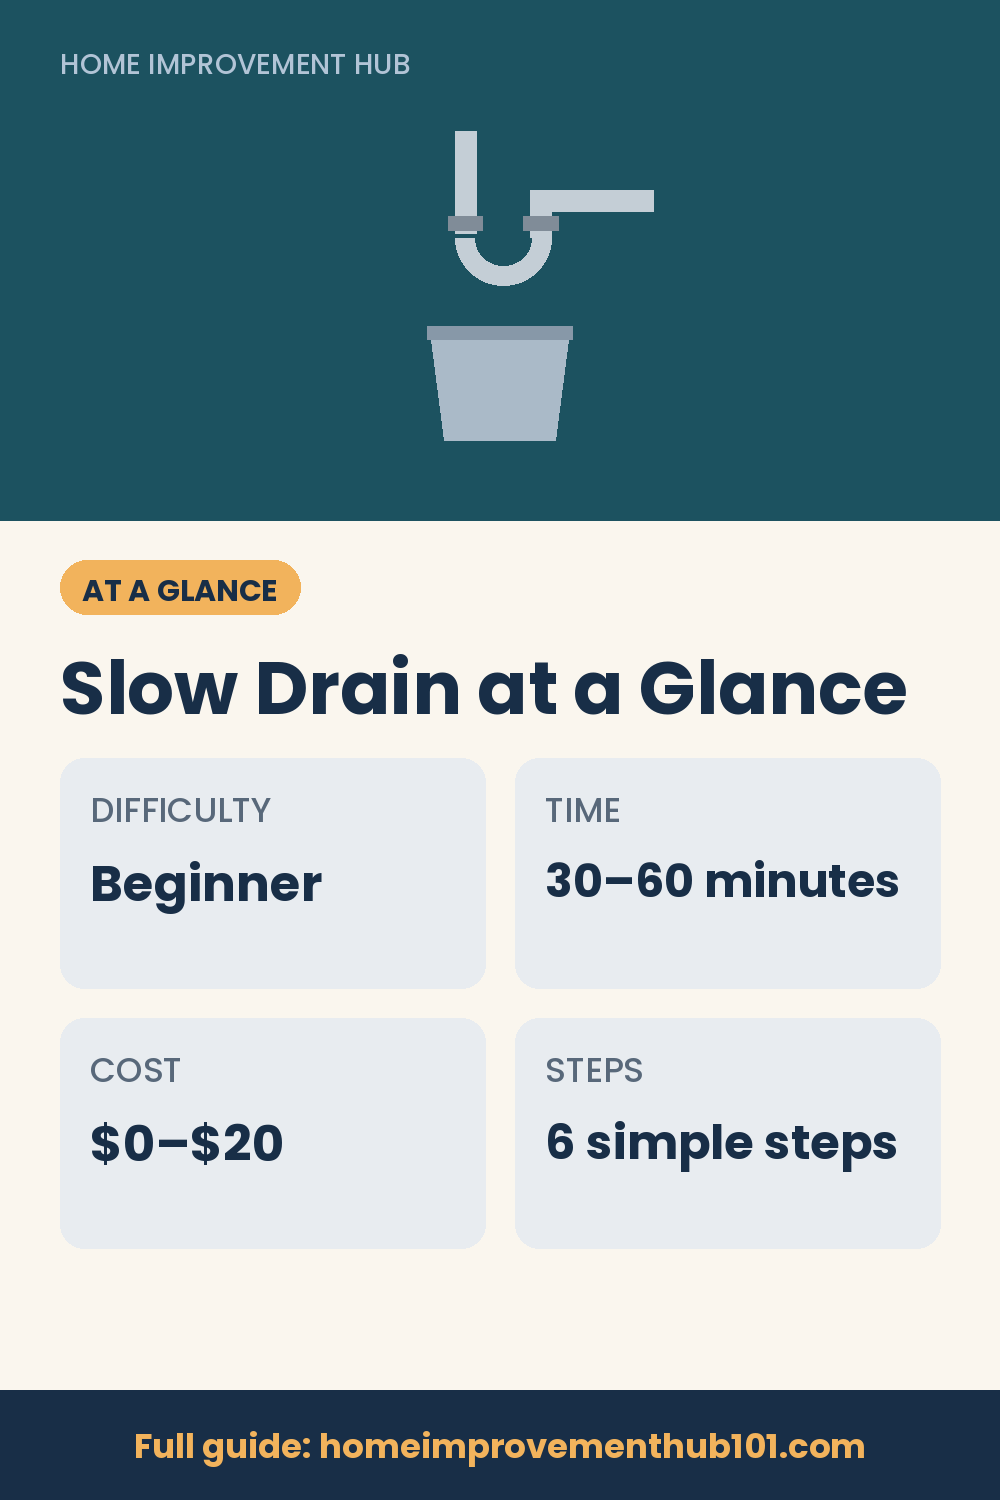 HOME IMPROVEMENT HUB
AT A GLANCE
Slow Drain at a Glance
DIFFICULTY
Beginner
TIME
30–60 minutes
COST
$0–$20
STEPS
6 simple steps
Full guide: homeimprovementhub101.com